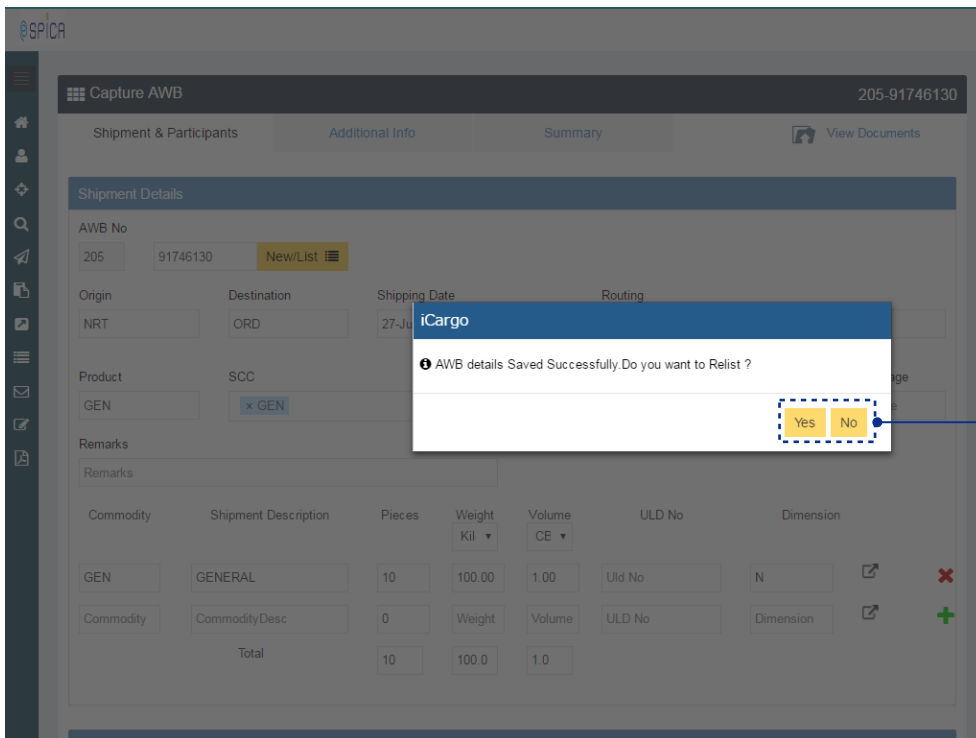 SPICA
Capture AWB 205-91746130
Shipment & Participants Additional Info Summary View Documents
Shipment Details
AWB No
205 91746130 New/List
Origin Destination Shipping Date Routing
NRT ORD 27-Ju
iCargo
AWB details Saved Successfully.Do you want to Relist ?
Yes No
Product SCC
GEN × GEN
Remarks
Remarks
Commodity Shipment Description Pieces Weight Volume ULD No Dimension
Kil CB
GEN GENERAL 10 100.00 1.00 Uld No N
Commodity CommodityDesc 0 Weight Volume ULD No Dimension
Total 10 100.0 1.0